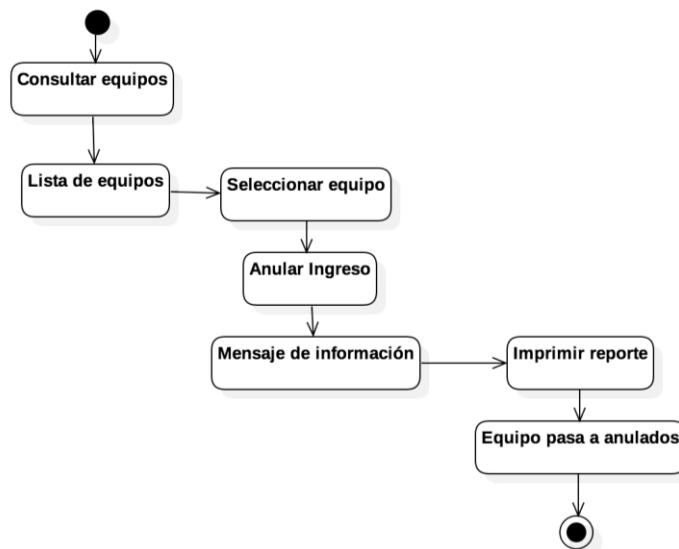 Consultar equipos
Lista de equipos
Seleccionar equipo
Anular Ingreso
Mensaje de información
Imprimir reporte
Equipo pasa a anulados